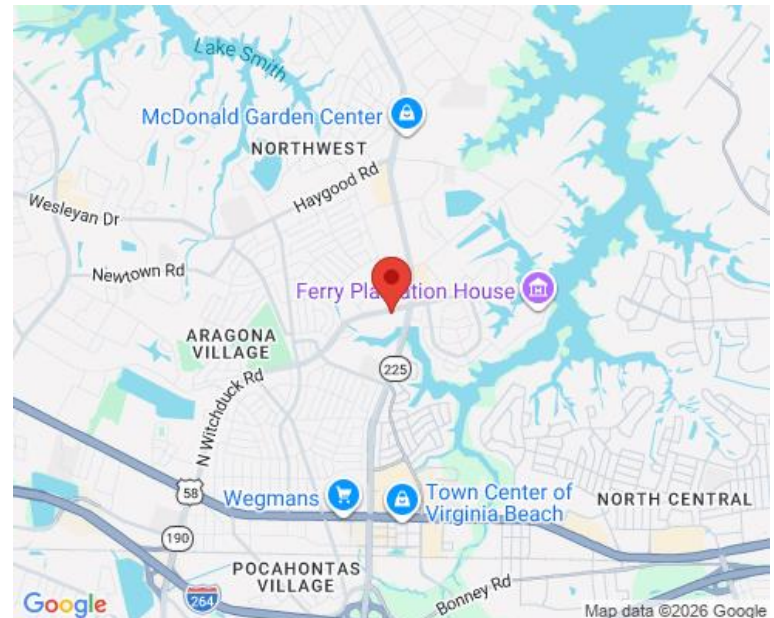 Lake Smith
McDonald Garden Center
NORTHWEST
Haygood Rd
Wesleyan Dr
Newtown Rd
Ferry Plantation House
ARAGONA
VILLAGE
225
N Witchduck Rd
58
Wegmans
Town Center of
Virginia Beach
NORTH CENTRAL
190
POCAHONTAS
VILLAGE
264
Bonney Rd
Google
Map data ©2026 Google